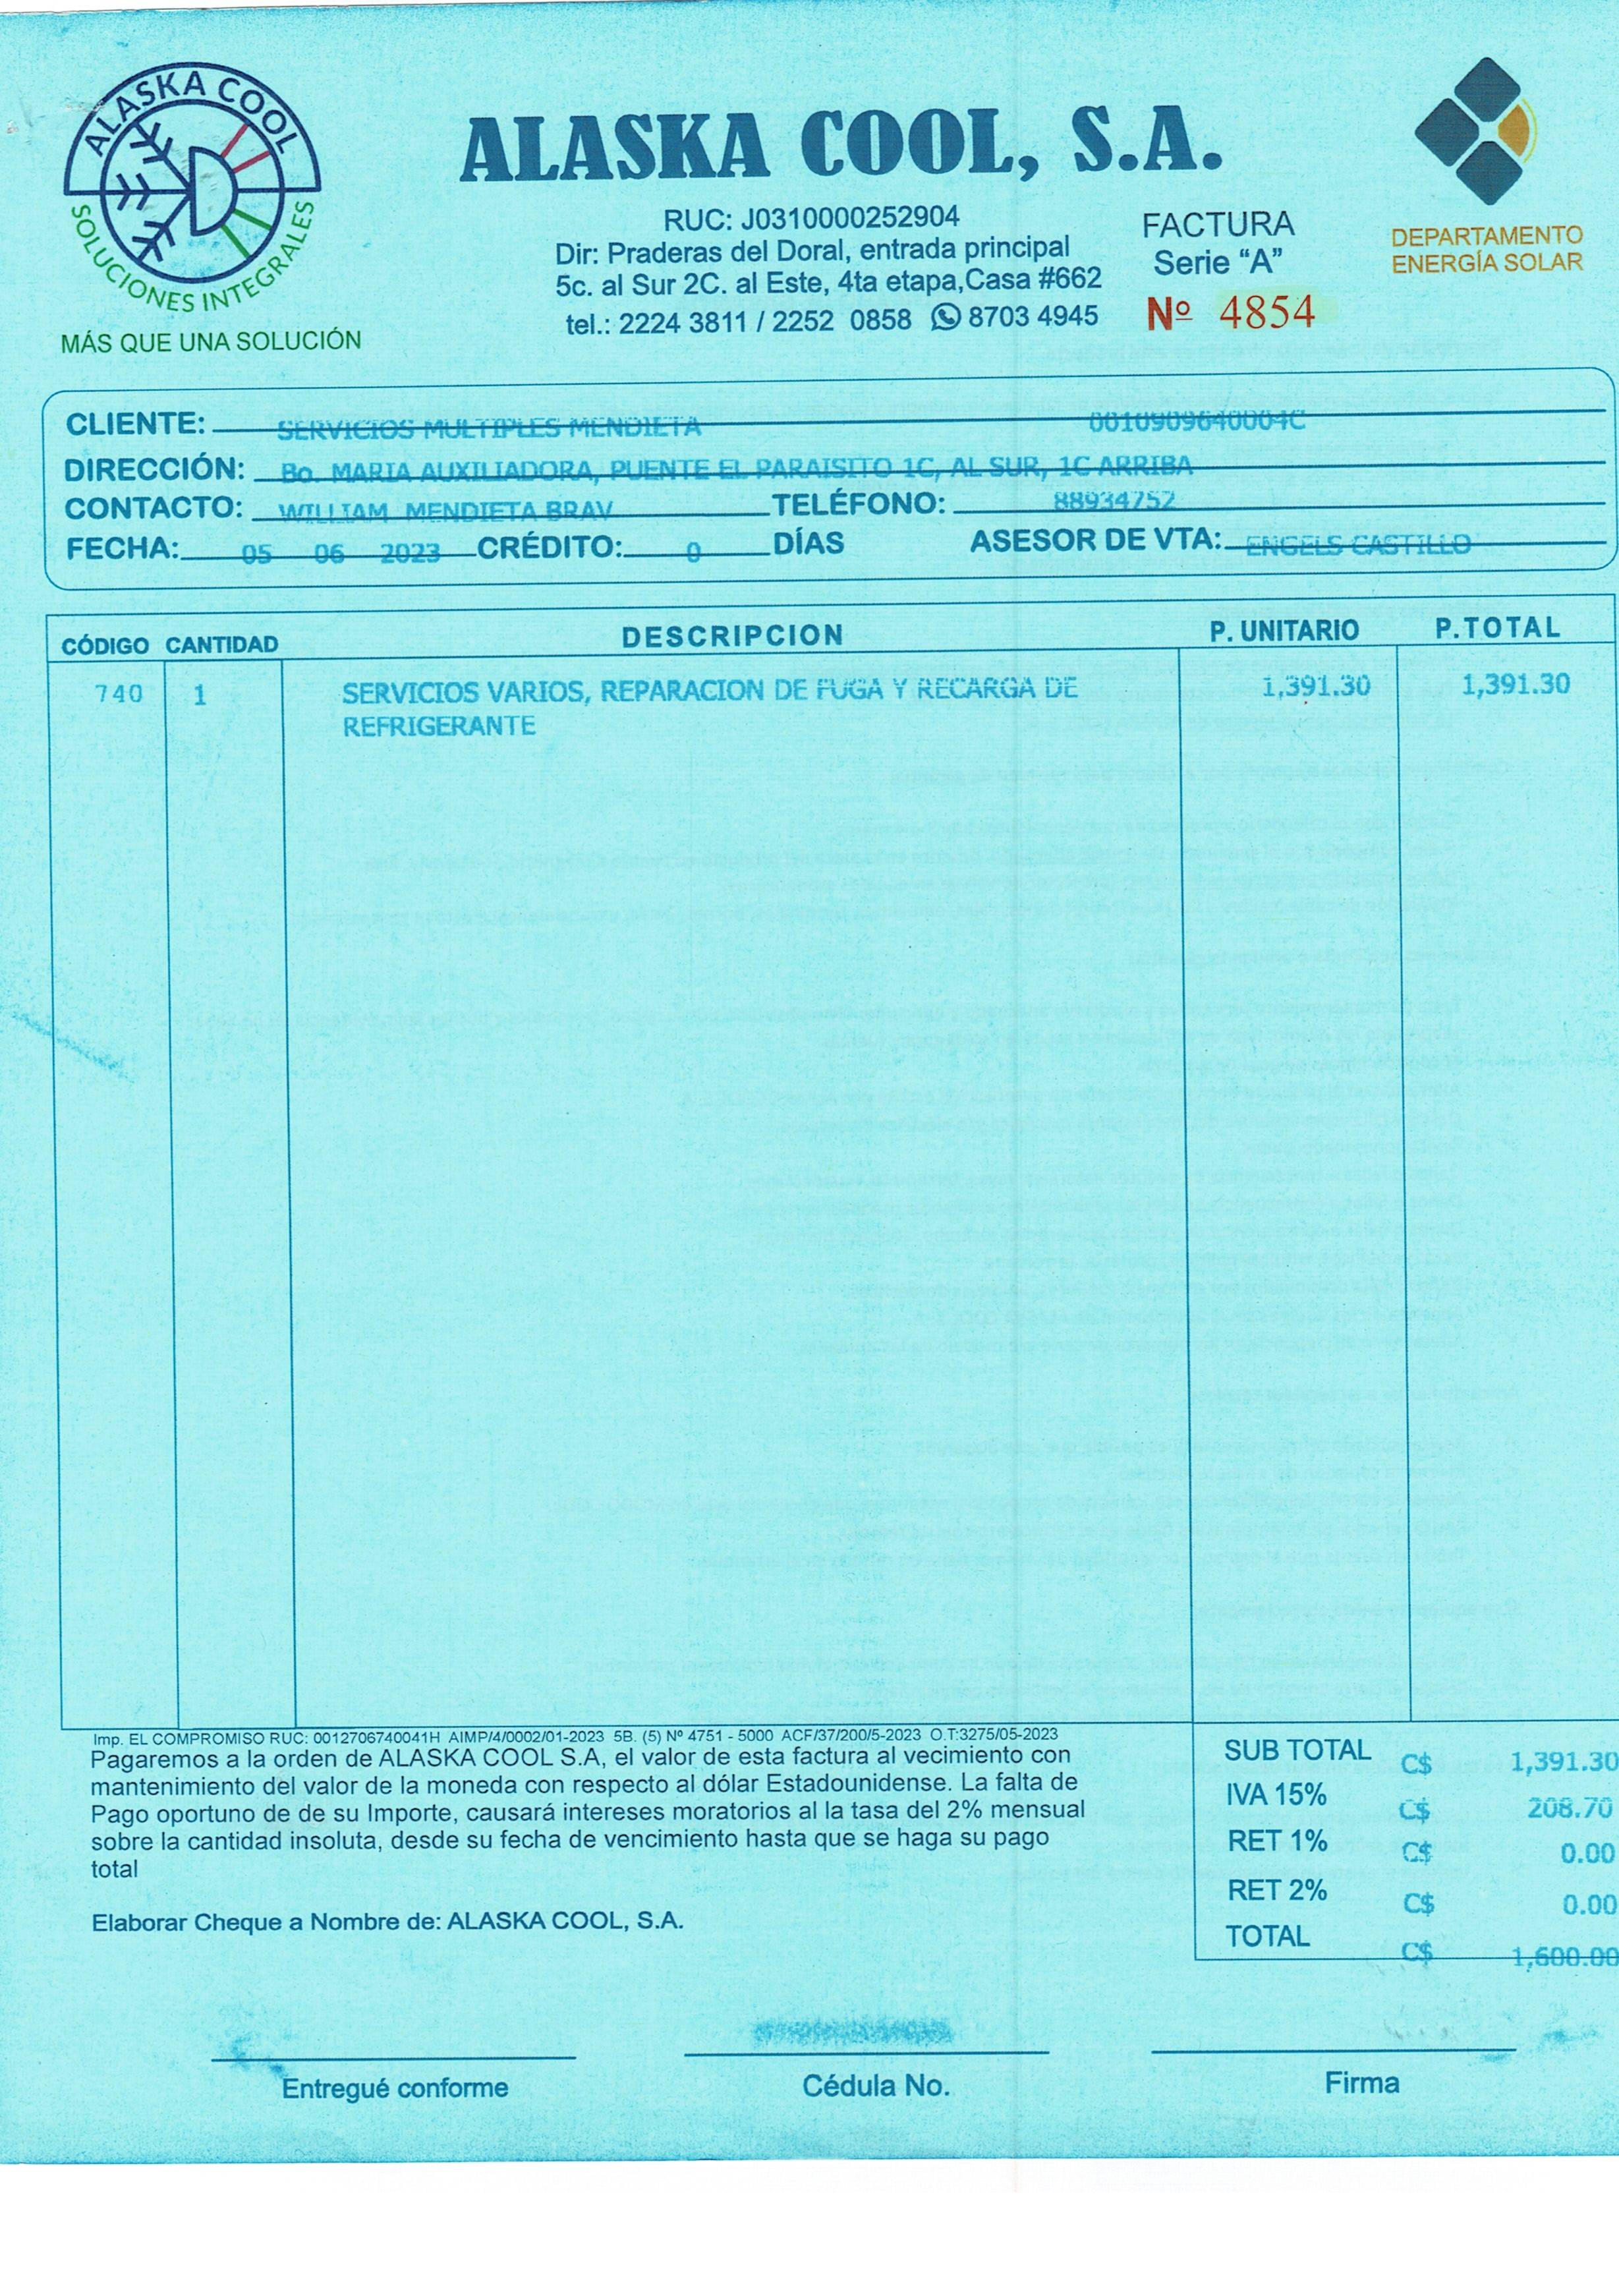 ALASKA COOL
SOLUCIONES INTEGRALES
MÁS QUE UNA SOLUCIÓN
ALASKA COOL, S.A.
RUC: J0310000252904
Dir: Praderas del Doral, entrada principal
5c. al Sur 2C. al Este, 4ta etapa,Casa #662
tel.: 2224 3811 / 2252 0858 8703 4945
FACTURA
Serie “A”
Nº 4854
DEPARTAMENTO
ENERGÍA SOLAR
CLIENTE: SERVICIOS MULTIPLES MENDIETA 0010909640004C
DIRECCIÓN: Bo. MARIA AUXILIADORA, PUENTE EL PARAISITO 1C, AL SUR, 1C ARRIBA
CONTACTO: WILLIAM MENDIETA BRAV TELÉFONO: 88934752
FECHA: 05 06 2023 CRÉDITO: 0 DÍAS ASESOR DE VTA: ENGELS CASTILLO
CÓDIGO CANTIDAD DESCRIPCION P. UNITARIO P.TOTAL
740 1 SERVICIOS VARIOS, REPARACION DE FUGA Y RECARGA DE 1,391.30 1,391.30
REFRIGERANTE
Imp. EL COMPROMISO RUC: 0012706740041H AIMP/4/0002/01-2023 5B. (5) Nº 4751 - 5000 ACF/37/200/5-2023 O.T:3275/05-2023
Pagaremos a la orden de ALASKA COOL S.A, el valor de esta factura al vecimiento con
mantenimiento del valor de la moneda con respecto al dólar Estadounidense. La falta de
Pago oportuno de de su Importe, causará intereses moratorios al la tasa del 2% mensual
sobre la cantidad insoluta, desde su fecha de vencimiento hasta que se haga su pago
total
Elaborar Cheque a Nombre de: ALASKA COOL, S.A.
SUB TOTAL C$ 1,391.30
IVA 15% C$ 208.70
RET 1% C$ 0.00
RET 2% C$ 0.00
TOTAL C$ 1,600.00
Entregué conforme
Cédula No.
Firma